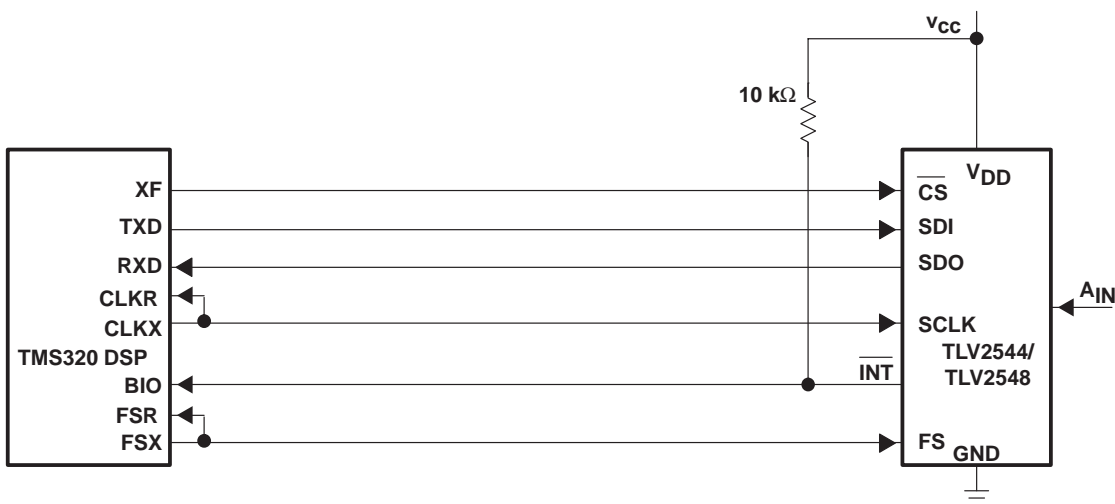 vCC
10 kΩ
VDD
XF
CS
TXD
SDI
RXD
SDO
CLKR
AIN
CLKX
SCLK
TMS320 DSP
TLV2544/
TLV2548
BIO
INT
FSR
FSX
FS
GND